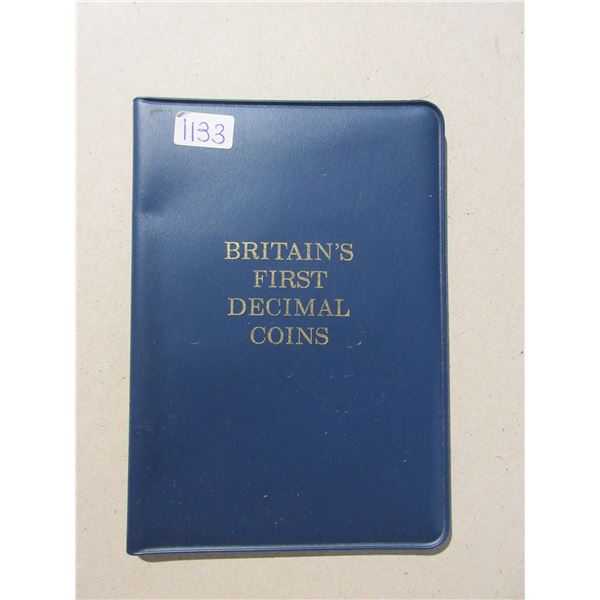 1133
BRITAIN'S
FIRST
DECIMAL
COINS